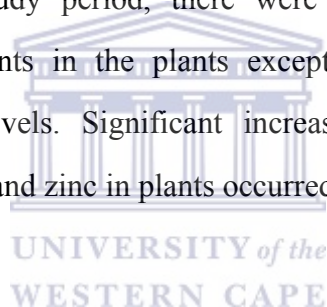 dy period, there were
nts in the plants except
vels. Significant increas
and zinc in plants occurred
UNIVERSITY of the
WESTERN CAPE